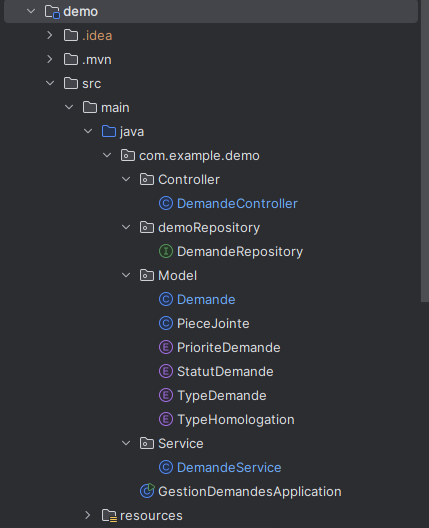 demo
.idea
.mvn
src
main
java
com.example.demo
Controller
DemandeController
demoRepository
DemandeRepository
Model
Demande
PieceJointe
PrioriteDemande
StatutDemande
TypeDemande
TypeHomologation
Service
DemandeService
GestionDemandesApplication
resources